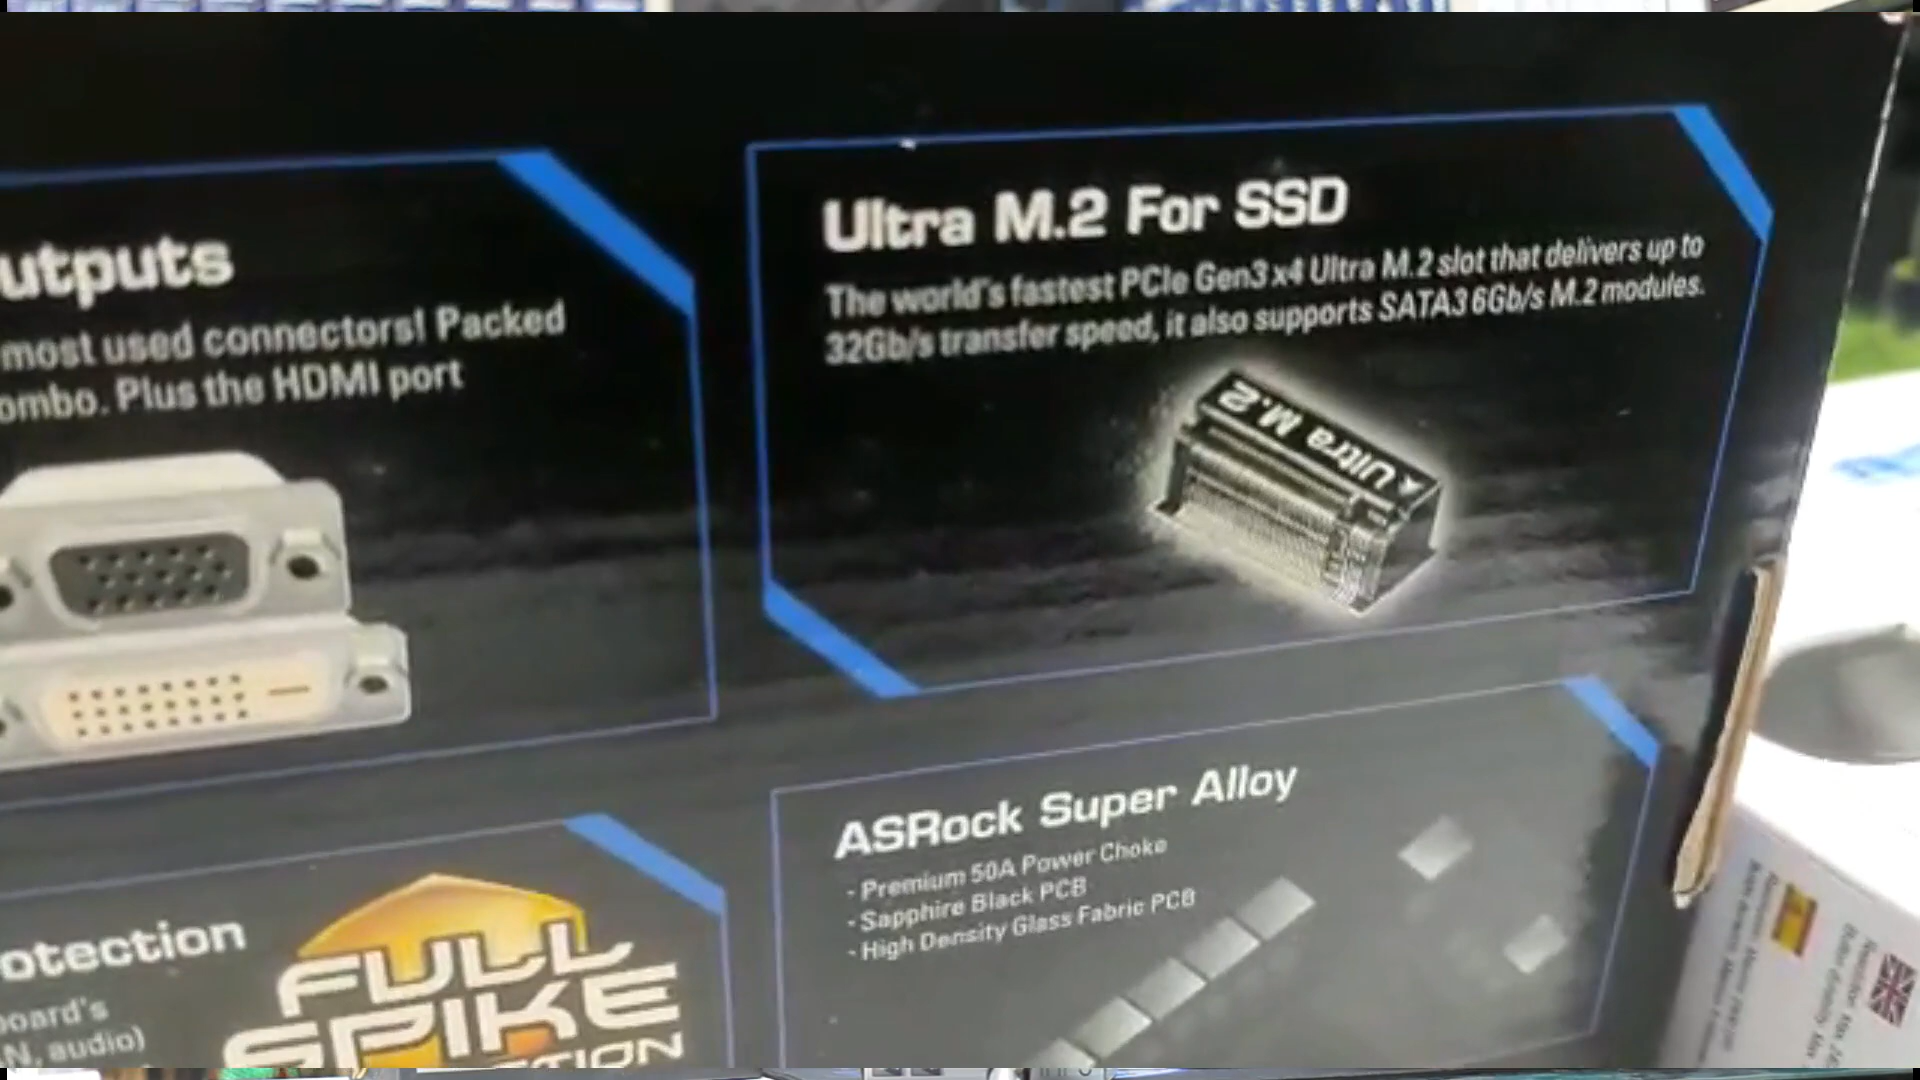 utputs
most used connectors! Packed
ombo. Plus the HDMI port
Ultra M.2 For SSD
The world's fastest PCIe Gen3 x4 Ultra M.2 slot that delivers up to
32Gb/s transfer speed, it also supports SATA3 6Gb/s M.2 modules.
Ultra M.2
otection
oard's
N, audio)
FULL
SPIKE
ASRock Super Alloy
- Premium 50A Power Choke
- Sapphire Black PCB
- High Density Glass Fabric PCB